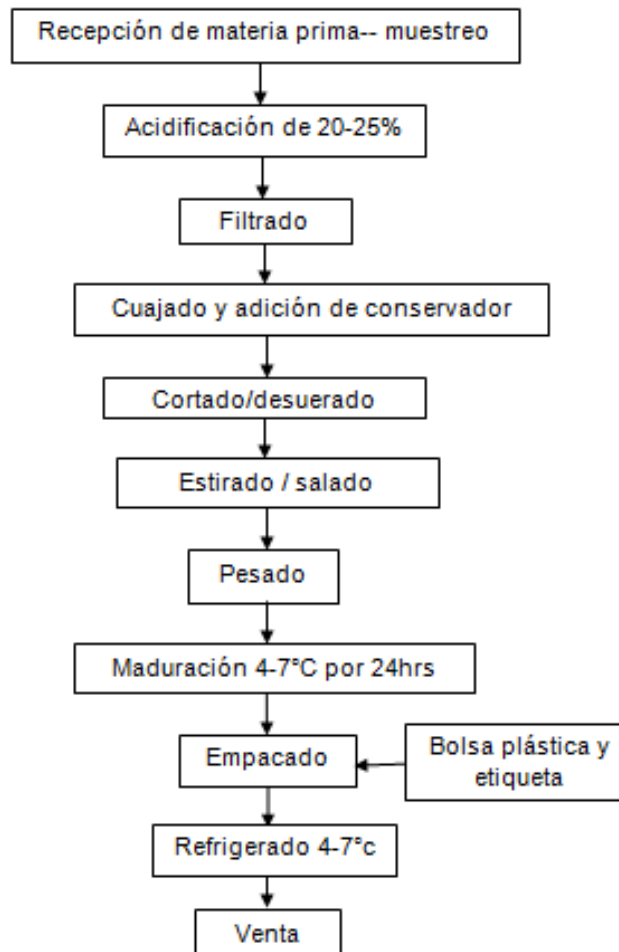 Recepción de materia prima-- muestreo
Acidificación de 20-25%
Filtrado
Cuajado y adición de conservador
Cortado/desuerado
Estirado / salado
Pesado
Maduración 4-7°C por 24hrs
Empacado
Bolsa plástica y
etiqueta
Refrigerado 4-7°c
Venta